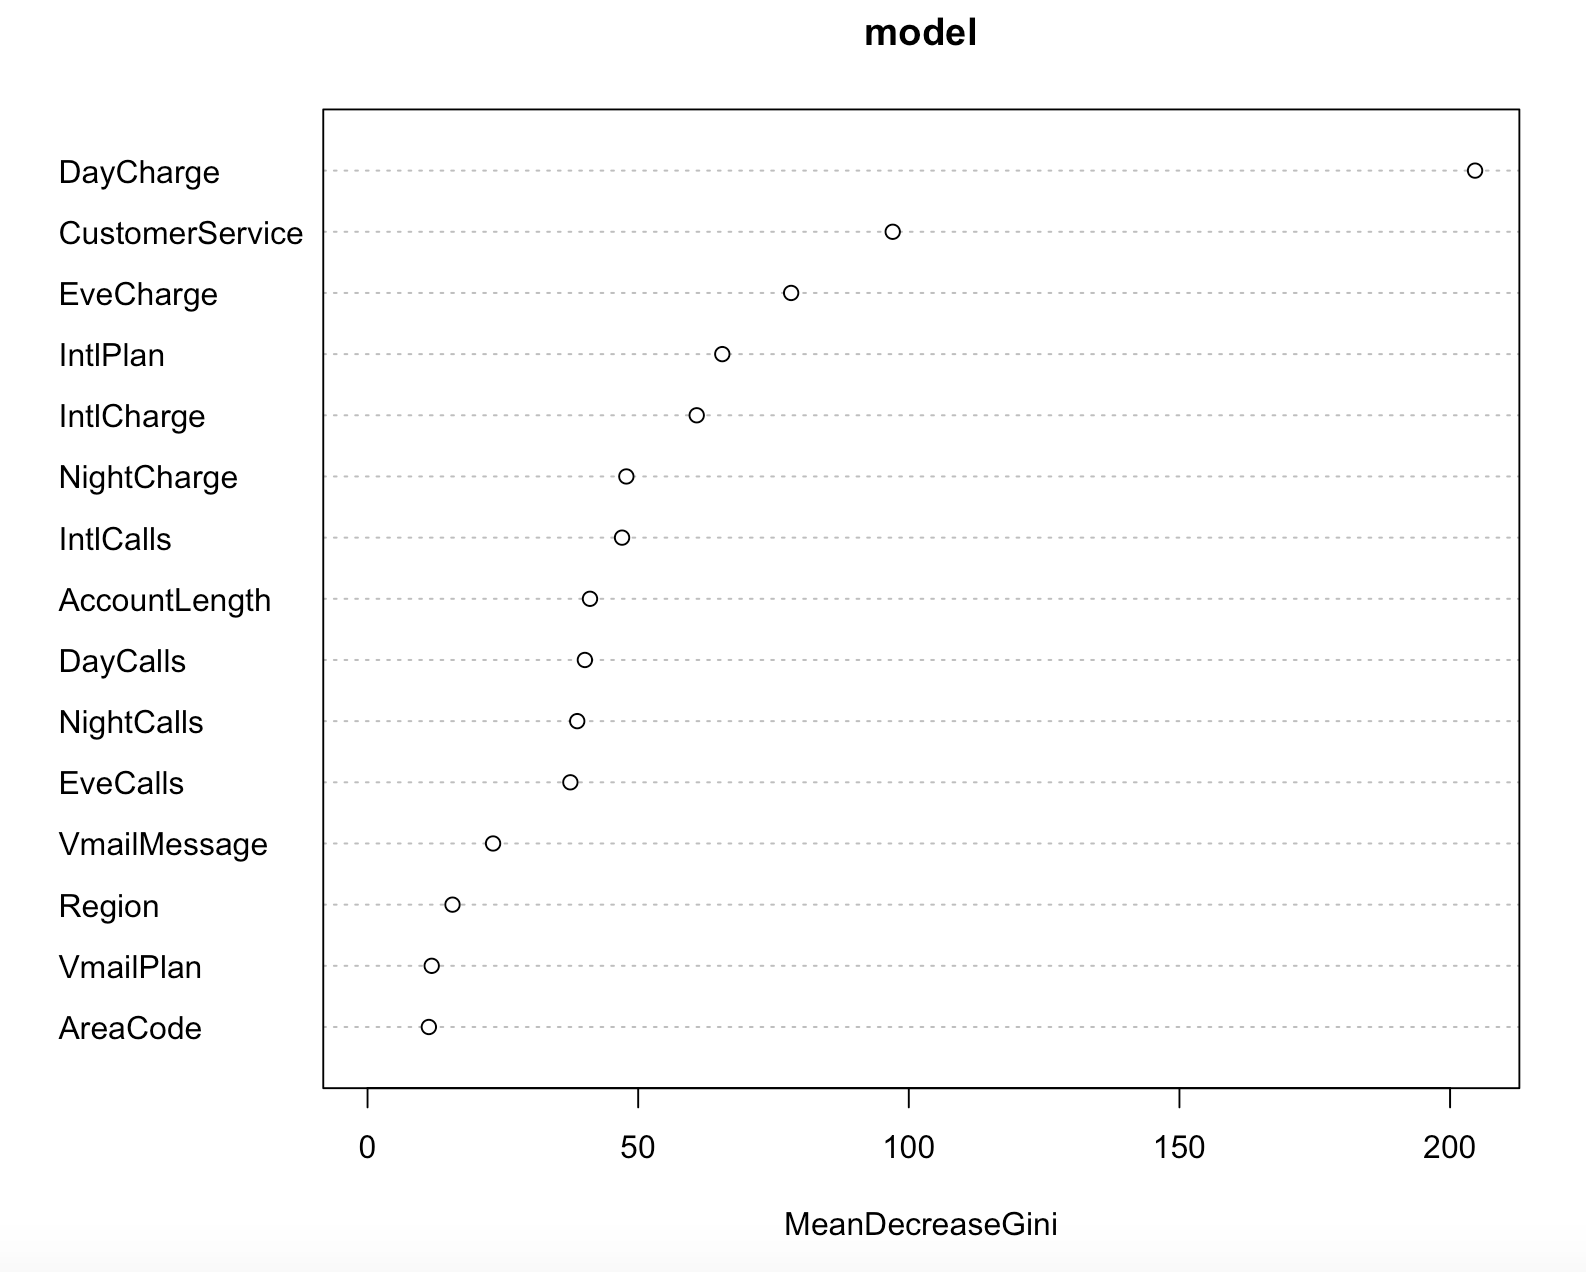 model
DayCharge
CustomerService
EveCharge
IntlPlan
IntlCharge
NightCharge
IntlCalls
AccountLength
DayCalls
NightCalls
EveCalls
VmailMessage
Region
VmailPlan
AreaCode
0 50 100 150 200
MeanDecreaseGini